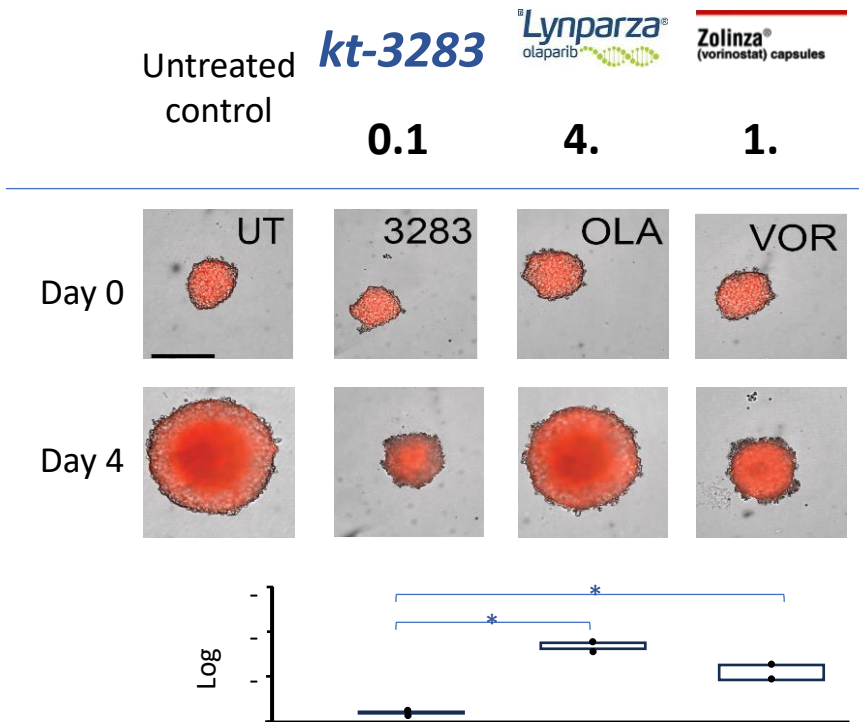 Untreated
control
kt-3283
Lynparza®
olaparib
Zolinza®
(vorinostat) capsules
0.1
4.
1.
UT
3283
OLA
VOR
Day 0
Day 4
Log
-
-
-
*
*